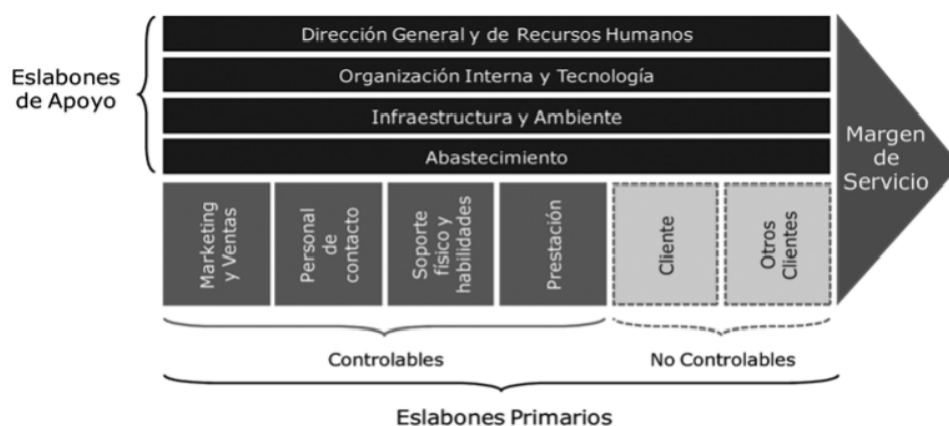 Eslabones
de Apoyo
Dirección General y de Recursos Humanos
Organización Interna y Tecnología
Infraestructura y Ambiente
Abastecimiento
Margen
de
Servicio
Marketing
y Ventas
Personal
de
contacto
Soporte
físico y
habilidades
Prestación
Cliente
Otros
Clientes
Controlables
No Controlables
Eslabones Primarios